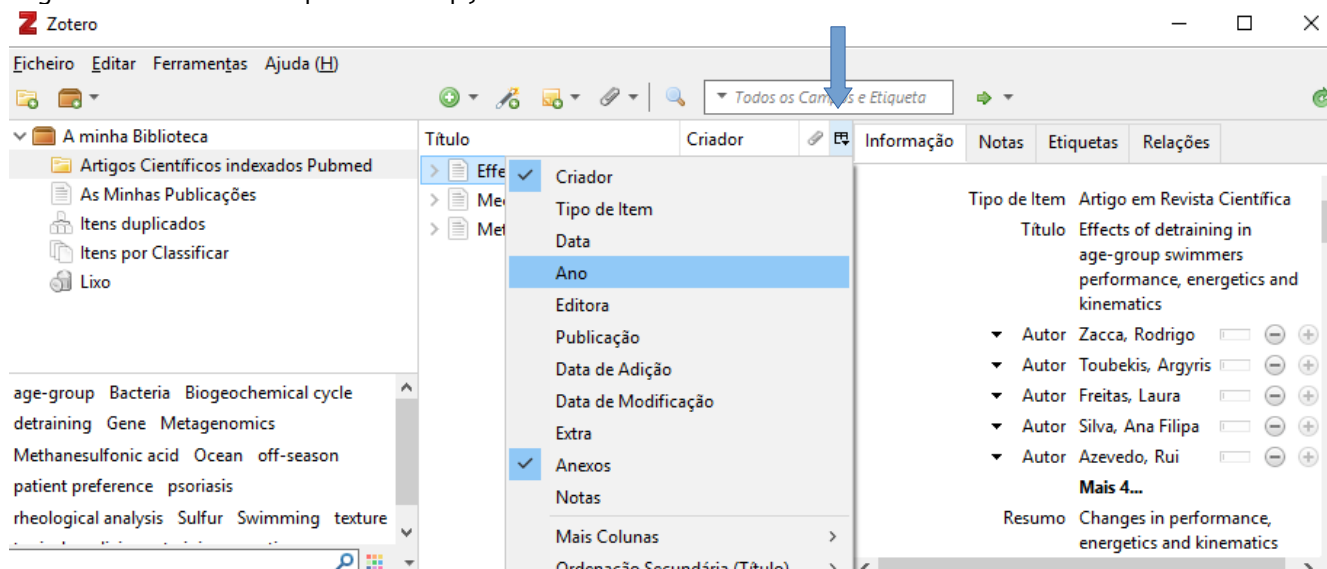 Zotero
Ficheiro Editar Ferramentas Ajuda (H)
Todos os Campos e Etiqueta
A minha Biblioteca
Artigos Científicos indexados Pubmed
As Minhas Publicações
Itens duplicados
Itens por Classificar
Lixo
age-group Bacteria Biogeochemical cycle
detraining Gene Metagenomics
Methanesulfonic acid Ocean off-season
patient preference psoriasis
rheological analysis Sulfur Swimming texture
Título Criador
Effe
Me
Met
Criador
Tipo de Item
Data
Ano
Editora
Publicação
Data de Adição
Data de Modificação
Extra
Anexos
Notas
Mais Colunas
Ordenação Secundária (Título)
Informação Notas Etiquetas Relações
Tipo de Item Artigo em Revista Científica
Título Effects of detraining in
age-group swimmers
performance, energetics and
kinematics
Autor Zacca, Rodrigo
Autor Toubekis, Argyris
Autor Freitas, Laura
Autor Silva, Ana Filipa
Autor Azevedo, Rui
Mais 4...
Resumo Changes in performance,
energetics and kinematics